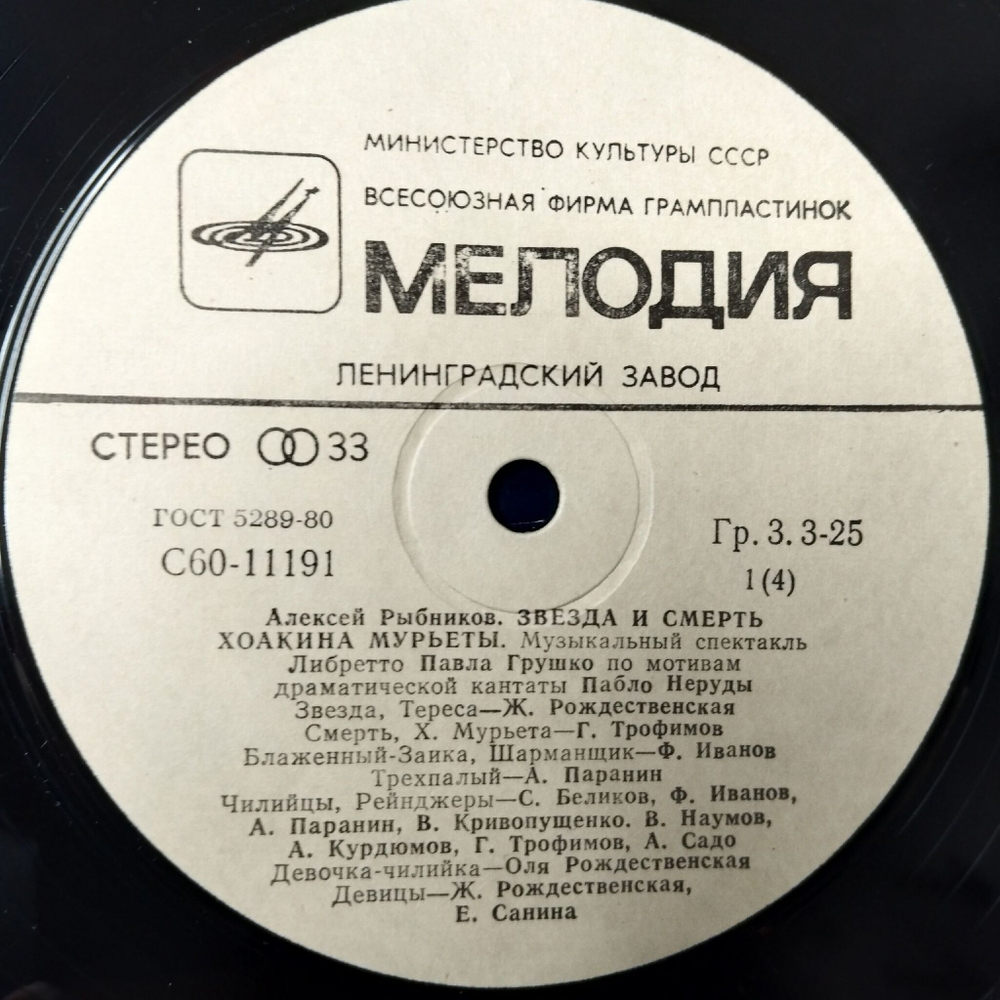 МИНИСТЕРСТВО КУЛЬТУРЫ СССР
ВСЕСОЮЗНАЯ ФИРМА ГРАМПЛАСТИНОК
МЕЛОДИЯ
ЛЕНИНГРАДСКИЙ ЗАВОД
СТЕРЕО 33
ГОСТ 5289-80
С60-11191
Гр. 3. 3-25
1(4)
Алексей Рыбников. ЗВЕЗДА И СМЕРТЬ
ХОАКИНА МУРЬЕТЫ. Музыкальный спектакль
Либретто Павла Грушко по мотивам
драматической кантаты Пабло Неруды
Звезда, Тереса—Ж. Рождественская
Смерть, Х. Мурьета—Г. Трофимов
Блаженный-Заика, Шарманщик—Ф. Иванов
Трехпалый—А. Паранин
Чилийцы, Рейнджеры—С. Беликов, Ф. Иванов,
А. Паранин, В. Кривопущенко. В. Наумов,
А. Курдюмов, Г. Трофимов, А. Садо
Девочка-чилийка—Оля Рождественская
Девицы—Ж. Рождественская,
Е. Санина